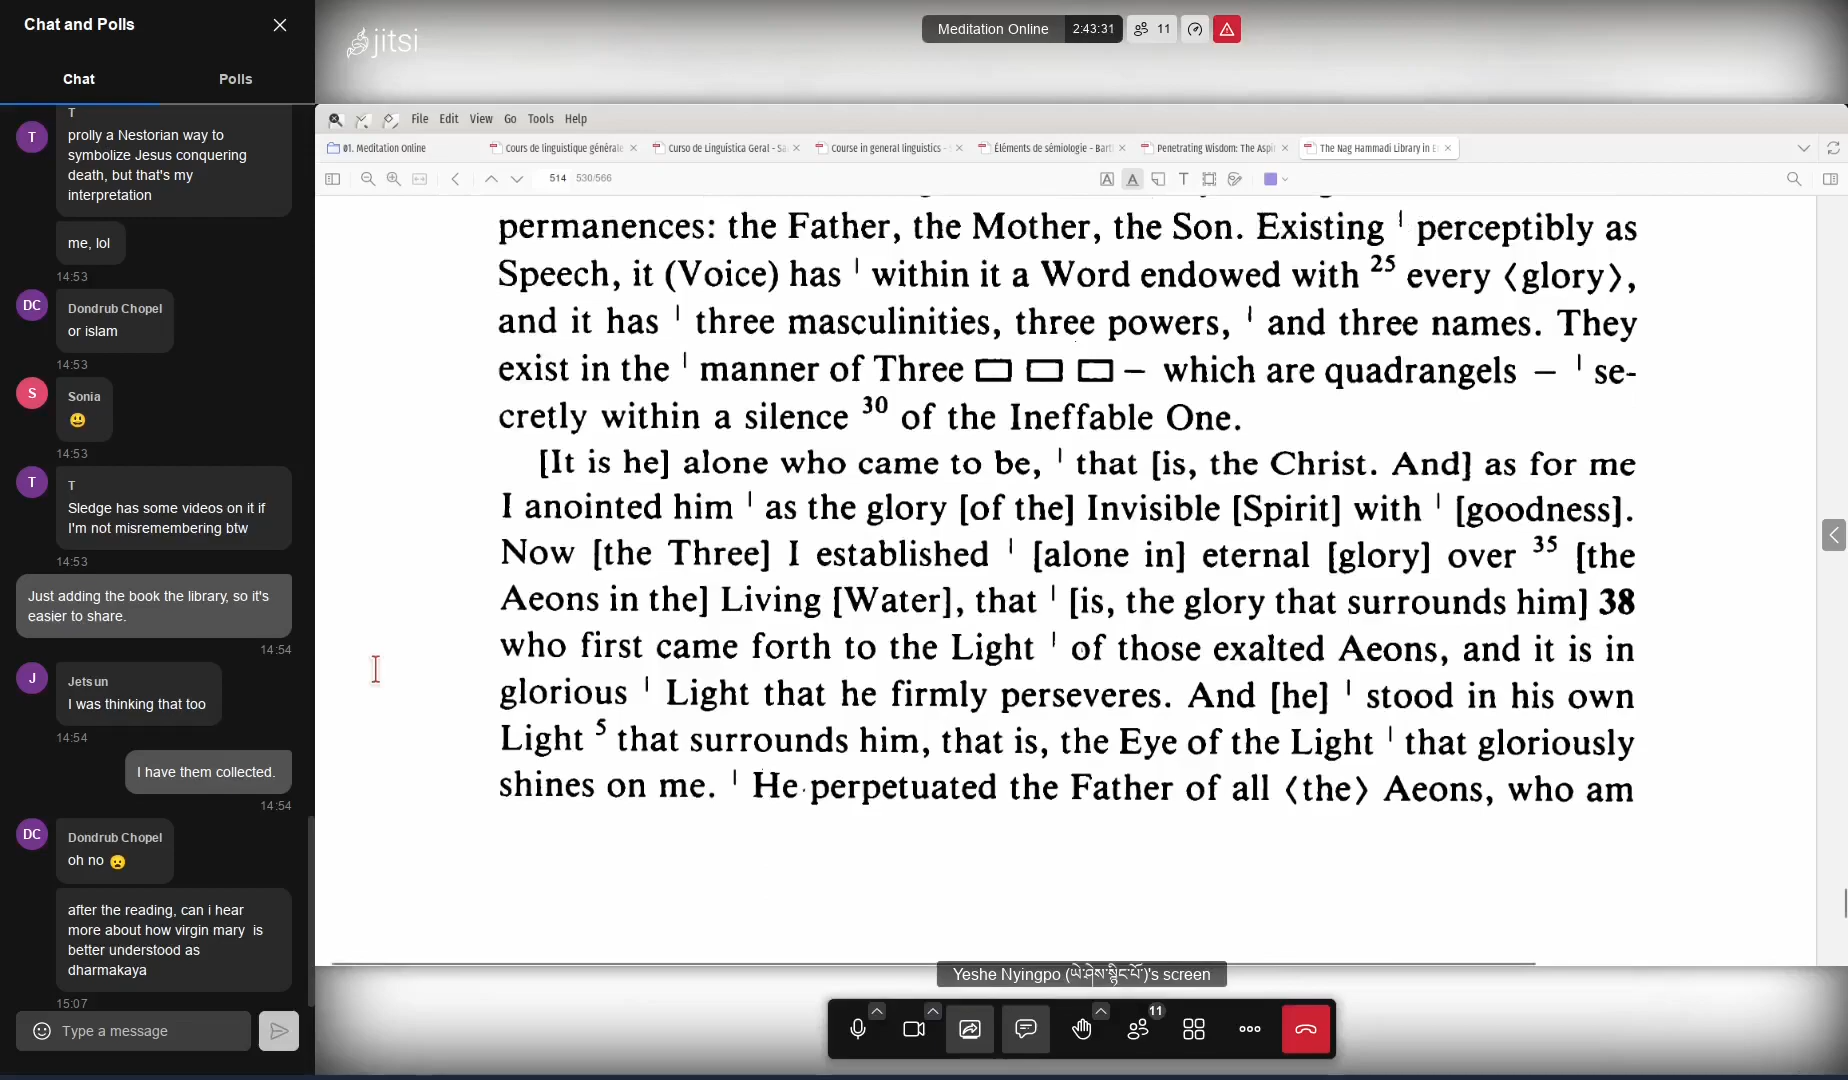 Chat and Polls
Chat
Polls
T
T
prolly a Nestorian way to
symbolize Jesus conquering
death, but that's my
interpretation
me, lol
14:53
DC
Dondrub Chopel
or islam
14:53
S
Sonia
14:53
T
T
Sledge has some videos on it if
I'm not misremembering btw
14:53
Just adding the book the library, so it's
easier to share.
14:54
J
Jetsun
I was thinking that too
14:54
I have them collected.
14:54
DC
Dondrub Chopel
oh no
after the reading, can i hear
more about how virgin mary is
better understood as
dharmakaya
15:07
Type a message
jitsi
Meditation Online
2:43:31
11
File Edit View Go Tools Help
01. Meditation Online
Cours de linguistique générale
Curso de Linguística Geral - Sa
Course in general linguistics -
Éléments de sémiologie - Bart
Penetrating Wisdom: The Aspi
The Nag Hammadi Library in E
514 530/566
permanences: the Father, the Mother, the Son. Existing ˡ perceptibly as
Speech, it (Voice) has ˡ within it a Word endowed with 25 every ⟨glory⟩,
and it has ˡ three masculinities, three powers, ˡ and three names. They
exist in the ˡ manner of Three ▭ ▭ ▭ – which are quadrangels – ˡ se-
cretly within a silence 30 of the Ineffable One.
[It is he] alone who came to be, ˡ that [is, the Christ. And] as for me
I anointed him ˡ as the glory [of the] Invisible [Spirit] with ˡ [goodness].
Now [the Three] I established ˡ [alone in] eternal [glory] over 35 [the
Aeons in the] Living [Water], that ˡ [is, the glory that surrounds him] 38
who first came forth to the Light ˡ of those exalted Aeons, and it is in
glorious ˡ Light that he firmly perseveres. And [he] ˡ stood in his own
Light 5 that surrounds him, that is, the Eye of the Light ˡ that gloriously
shines on me. ˡ He perpetuated the Father of all ⟨the⟩ Aeons, who am
Yeshe Nyingpo (ཡེ་ཤེས་སྙིང་པོ་)'s screen
11